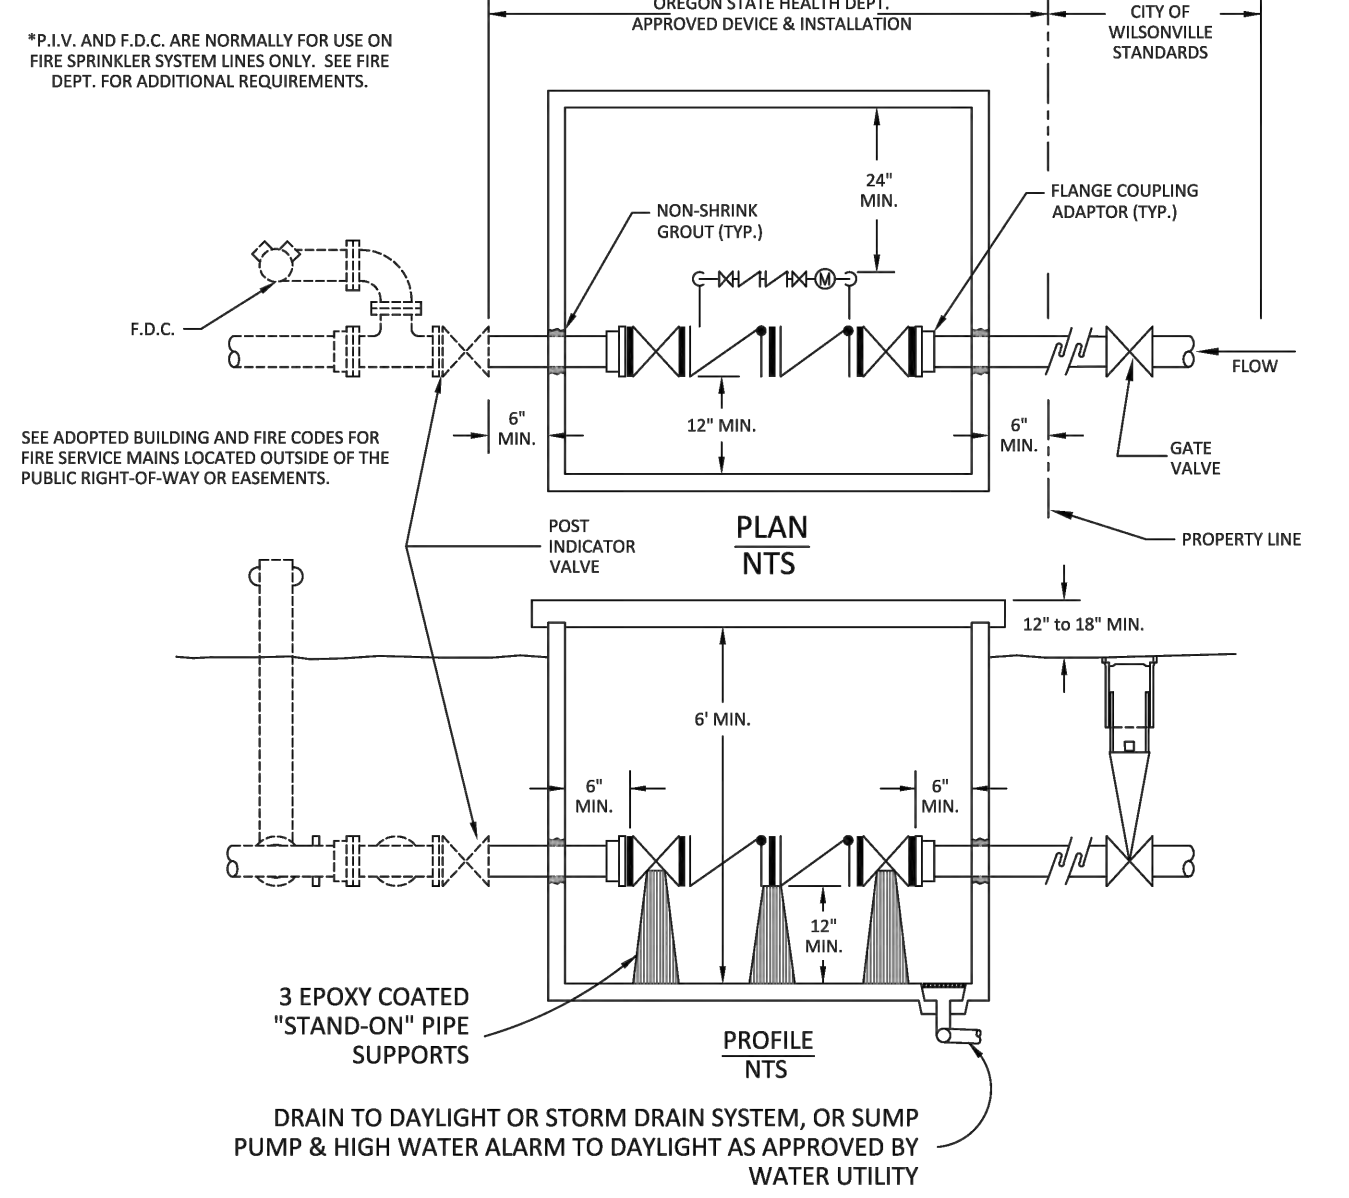 OREGON STATE HEALTH DEPT.
APPROVED DEVICE & INSTALLATION
CITY OF
WILSONVILLE
STANDARDS
*P.I.V. AND F.D.C. ARE NORMALLY FOR USE ON
FIRE SPRINKLER SYSTEM LINES ONLY.  SEE FIRE
DEPT. FOR ADDITIONAL REQUIREMENTS.
24"
MIN.
FLANGE COUPLING
ADAPTOR (TYP.)
NON-SHRINK
GROUT (TYP.)
M
F.D.C.
FLOW
6"
MIN.
12" MIN.
6"
MIN.
GATE
VALVE
SEE ADOPTED BUILDING AND FIRE CODES FOR
FIRE SERVICE MAINS LOCATED OUTSIDE OF THE
PUBLIC RIGHT-OF-WAY OR EASEMENTS.
POST
INDICATOR
VALVE
PLAN
NTS
PROPERTY LINE
12" to 18" MIN.
6' MIN.
6"
MIN.
6"
MIN.
12"
MIN.
3 EPOXY COATED
"STAND-ON" PIPE
SUPPORTS
PROFILE
NTS
DRAIN TO DAYLIGHT OR STORM DRAIN SYSTEM, OR SUMP
PUMP & HIGH WATER ALARM TO DAYLIGHT AS APPROVED BY
WATER UTILITY